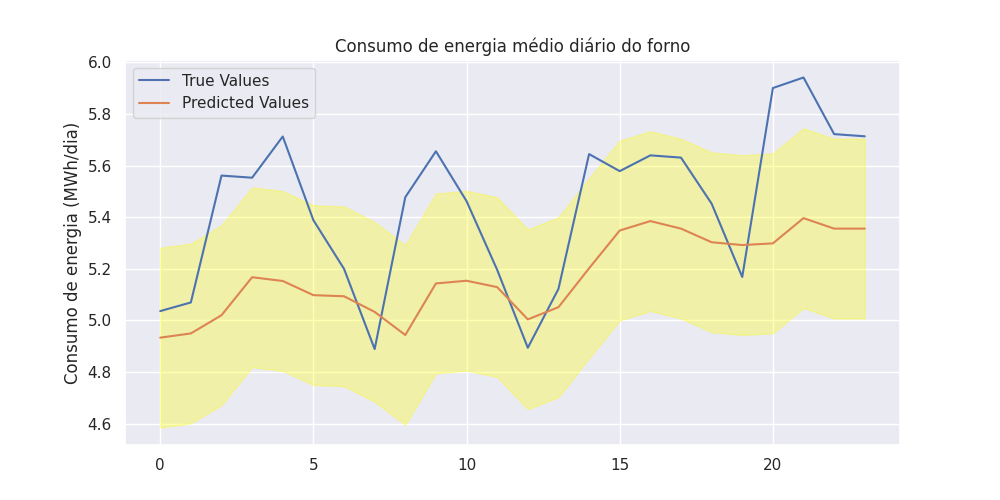 Consumo de energia médio diário do forno
True Values
Predicted Values
Consumo de energia (MWh/dia)
6.0
5.8
5.6
5.4
5.2
5.0
4.8
4.6
0 5 10 15 20